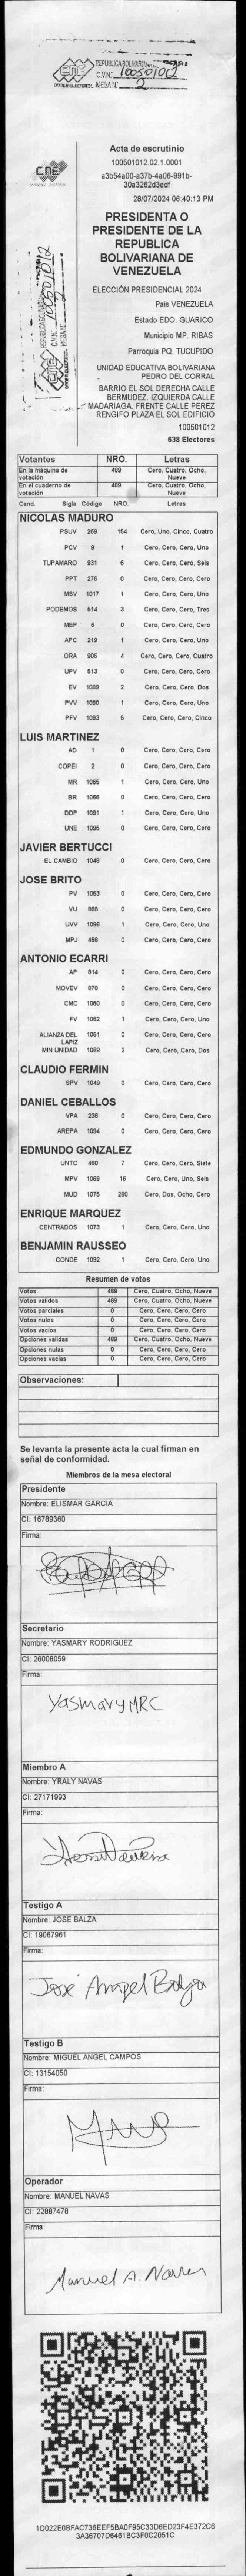 REPUBLICA BOLIVARIANA
CNE C.V.Nº. 100501012
PODER ELECTORAL MESA Nº. 2
CNE
REPUBLICA BOLIVARIANA
C.V.Nº. 100501012
Acta de escrutinio
100501012.02.1.0001
a3b54a00-a37b-4a06-991b-
30a3262d3edf
28/07/2024 06:40:13 PM
PRESIDENTA O
PRESIDENTE DE LA
REPUBLICA
BOLIVARIANA DE
VENEZUELA
ELECCIÓN PRESIDENCIAL 2024
País VENEZUELA
Estado EDO. GUARICO
Municipio MP. RIBAS
Parroquia PQ. TUCUPIDO
UNIDAD EDUCATIVA BOLIVARIANA
PEDRO DEL CORRAL
BARRIO EL SOL DERECHA CALLE
BERMUDEZ. IZQUIERDA CALLE
MADARIAGA. FRENTE CALLE PEREZ
RENGIFO PLAZA EL SOL EDIFICIO
100501012
638 Electores
Votantes NRO. Letras
En la máquina de votación 489 Cero, Cuatro, Ocho, Nueve
En el cuaderno de votación 489 Cero, Cuatro, Ocho, Nueve
Cand. Sigla Código NRO. Letras
NICOLAS MADURO
PSUV 269 154 Cero, Uno, Cinco, Cuatro
PCV 9 1 Cero, Cero, Cero, Uno
TUPAMARO 931 6 Cero, Cero, Cero, Seis
PPT 276 0 Cero, Cero, Cero, Cero
MSV 1017 1 Cero, Cero, Cero, Uno
PODEMOS 514 3 Cero, Cero, Cero, Tres
MEP 6 0 Cero, Cero, Cero, Cero
APC 219 1 Cero, Cero, Cero, Uno
ORA 906 4 Cero, Cero, Cero, Cuatro
UPV 513 0 Cero, Cero, Cero, Cero
EV 1089 2 Cero, Cero, Cero, Dos
PVV 1090 1 Cero, Cero, Cero, Uno
PFV 1093 5 Cero, Cero, Cero, Cinco
LUIS MARTINEZ
AD 1 0 Cero, Cero, Cero, Cero
COPEI 2 0 Cero, Cero, Cero, Cero
MR 1065 1 Cero, Cero, Cero, Uno
BR 1066 0 Cero, Cero, Cero, Cero
DDP 1091 1 Cero, Cero, Cero, Uno
UNE 1095 0 Cero, Cero, Cero, Cero
JAVIER BERTUCCI
EL CAMBIO 1048 0 Cero, Cero, Cero, Cero
JOSE BRITO
PV 1053 0 Cero, Cero, Cero, Cero
VU 869 0 Cero, Cero, Cero, Cero
UVV 1096 1 Cero, Cero, Cero, Uno
MPJ 458 0 Cero, Cero, Cero, Cero
ANTONIO ECARRI
AP 814 0 Cero, Cero, Cero, Cero
MOVEV 878 0 Cero, Cero, Cero, Cero
CMC 1050 0 Cero, Cero, Cero, Cero
FV 1062 1 Cero, Cero, Cero, Uno
ALIANZA DEL LAPIZ 1081 0 Cero, Cero, Cero, Cero
MIN UNIDAD 1068 2 Cero, Cero, Cero, Dos
CLAUDIO FERMIN
SPV 1049 0 Cero, Cero, Cero, Cero
DANIEL CEBALLOS
VPA 236 0 Cero, Cero, Cero, Cero
AREPA 1094 0 Cero, Cero, Cero, Cero
EDMUNDO GONZALEZ
UNTC 460 7 Cero, Cero, Cero, Siete
MPV 1069 16 Cero, Cero, Uno, Seis
MUD 1075 280 Cero, Dos, Ocho, Cero
ENRIQUE MARQUEZ
CENTRADOS 1073 1 Cero, Cero, Cero, Uno
BENJAMIN RAUSSEO
CONDE 1092 1 Cero, Cero, Cero, Uno
Resumen de votos
Votos 489 Cero, Cuatro, Ocho, Nueve
Votos validos 489 Cero, Cuatro, Ocho, Nueve
Votos parciales 0 Cero, Cero, Cero, Cero
Votos nulos 0 Cero, Cero, Cero, Cero
Votos vacios 0 Cero, Cero, Cero, Cero
Opciones validas 489 Cero, Cuatro, Ocho, Nueve
Opciones nulas 0 Cero, Cero, Cero, Cero
Opciones vacias 0 Cero, Cero, Cero, Cero
Observaciones:
Se levanta la presente acta la cual firman en
señal de conformidad.
Miembros de la mesa electoral
Presidente
Nombre: ELISMAR GARCIA
CI: 16789360
Firma:
Secretario
Nombre: YASMARY RODRIGUEZ
CI: 26008059
Firma:
YasmaryMRC
Miembro A
Nombre: YRALY NAVAS
CI: 27171993
Firma:
Testigo A
Nombre: JOSE BALZA
CI: 19067961
Firma:
José Angel Balza
Testigo B
Nombre: MIGUEL ANGEL CAMPOS
CI: 13154050
Firma:
Operador
Nombre: MANUEL NAVAS
CI: 22887478
Firma:
Manuel A. Navas
1D022E0BFAC736EEF5BA0F95C33D6ED23F4E372C6
3A36707D8461BC3F0C2051C